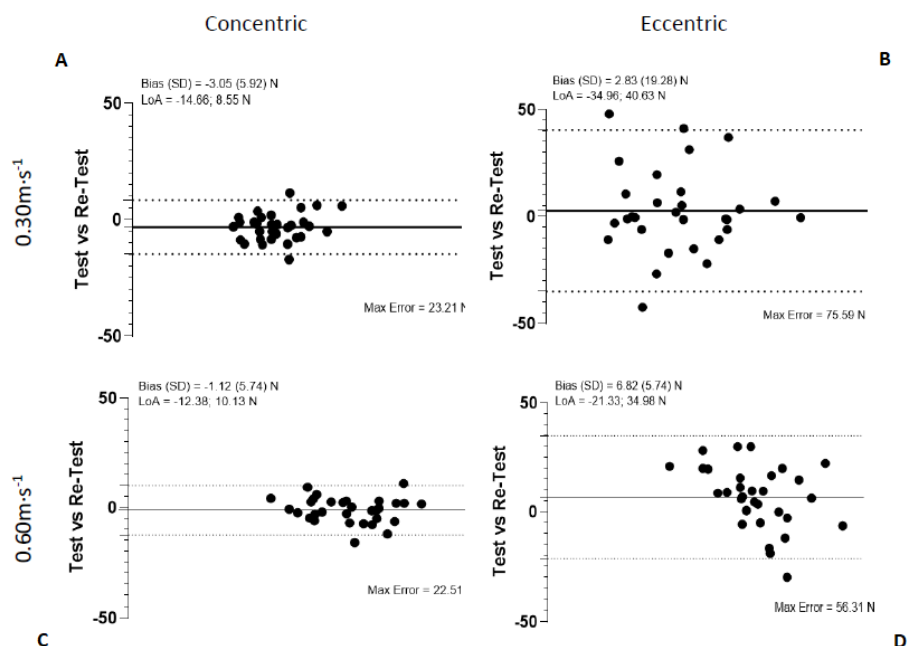 Concentric
Eccentric
A
B
Bias (SD) = -3.05 (5.92) N
LoA = -14.66; 8.55 N
50
0
-50
Test vs Re-Test
0.30m·s⁻¹
Max Error = 23.21 N
Bias (SD) = 2.83 (19.28) N
LoA = -34.96; 40.63 N
50
0
-50
Test vs Re-Test
Max Error = 75.59 N
Bias (SD) = -1.12 (5.74) N
LoA = -12.38; 10.13 N
50
0
-50
Test vs Re-Test
0.60m·s⁻¹
Max Error = 22.51
Bias (SD) = 6.82 (5.74) N
LoA = -21.33; 34.98 N
50
0
-50
Test vs Re-Test
Max Error = 56.31 N
C
D